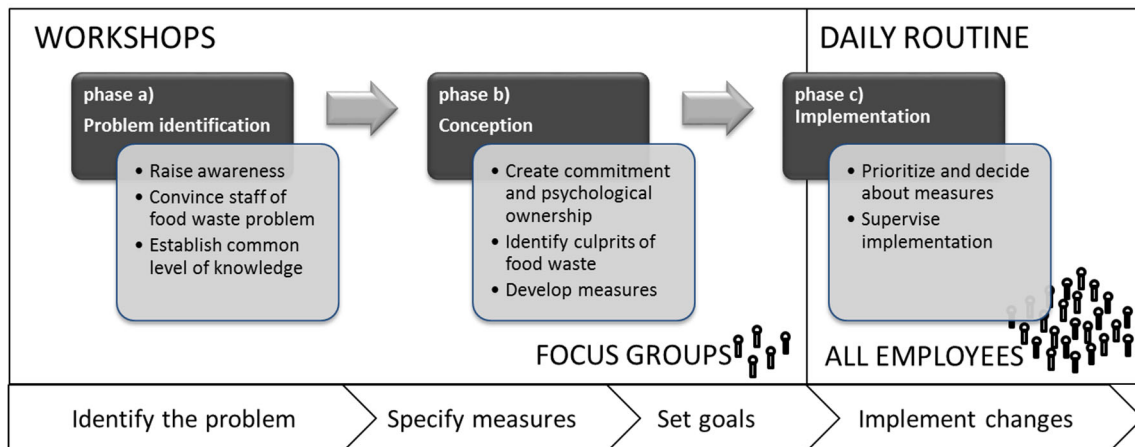 WORKSHOPS
DAILY ROUTINE
phase a)
Problem identification
• Raise awareness
• Convince staff of
food waste problem
• Establish common
level of knowledge
phase b)
Conception
• Create commitment
and psychological
ownership
• Identify culprits of
food waste
• Develop measures
phase c)
Implementation
• Prioritize and decide
about measures
• Supervise
implementation
FOCUS GROUPS
ALL EMPLOYEES
Identify the problem
Specify measures
Set goals
Implement changes